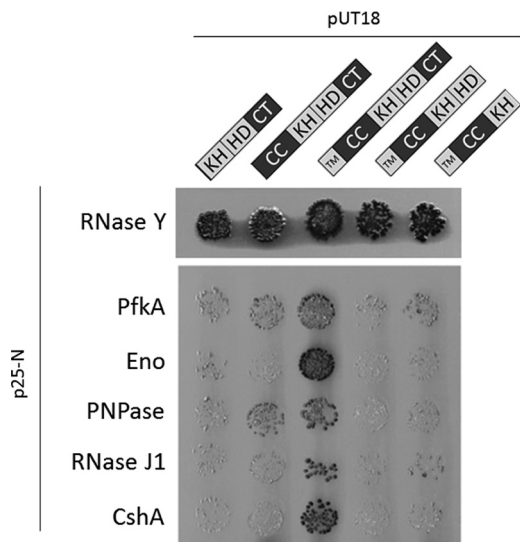 pUT18
KH HD CT
CC KH HD CT
TM CC KH HD CT
TM CC KH HD
TM CC KH
p25-N
RNase Y
PfkA
Eno
PNPase
RNase J1
CshA